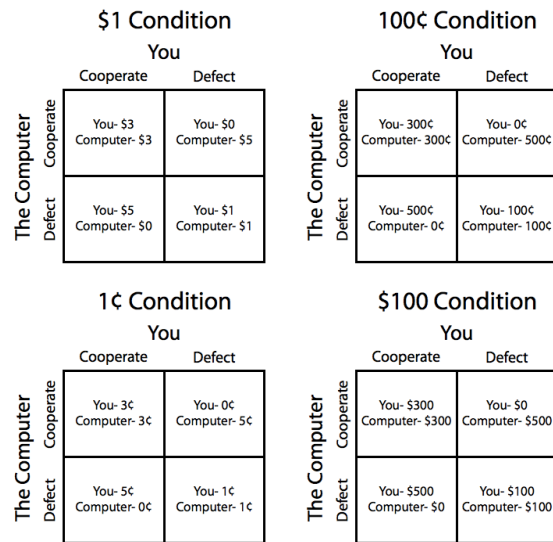 $1 Condition
You
Cooperate Defect
The Computer
Cooperate
You- $3
Computer- $3
You- $0
Computer- $5
Defect
You- $5
Computer- $0
You- $1
Computer- $1
100¢ Condition
You
Cooperate Defect
The Computer
Cooperate
You- 300¢
Computer- 300¢
You- 0¢
Computer- 500¢
Defect
You- 500¢
Computer- 0¢
You- 100¢
Computer- 100¢
1¢ Condition
You
Cooperate Defect
The Computer
Cooperate
You- 3¢
Computer- 3¢
You- 0¢
Computer- 5¢
Defect
You- 5¢
Computer- 0¢
You- 1¢
Computer- 1¢
$100 Condition
You
Cooperate Defect
The Computer
Cooperate
You- $300
Computer- $300
You- $0
Computer- $500
Defect
You- $500
Computer- $0
You- $100
Computer- $100